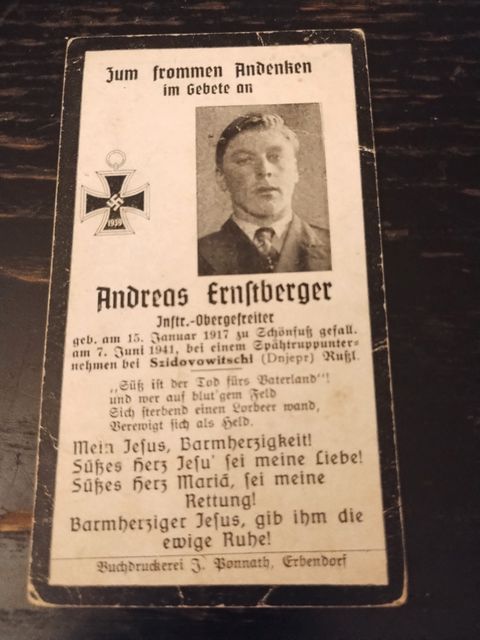 Zum frommen Andenken
im Gebete an
1939
Andreas Ernstberger
Instr.-Obergefreiter
geb. am 15. Januar 1917 zu Schönfuß gefall.
am 7. Juni 1941, bei einem Spähtruppunter-
nehmen bei Szidovowitschi (Dnjepr) Rußl.
„Süß ist der Tod fürs Vaterland"!
und wer auf blut'gem Feld
Sich sterbend einen Lorbeer wand,
Verewigt sich als Held.
Mein Jesus, Barmherzigkeit!
Süßes Herz Jesu' sei meine Liebe!
Süßes Herz Mariä, sei meine
Rettung!
Barmherziger Jesus, gib ihm die
ewige Ruhe!
Buchdruckerei J. Ponnath, Erbendorf